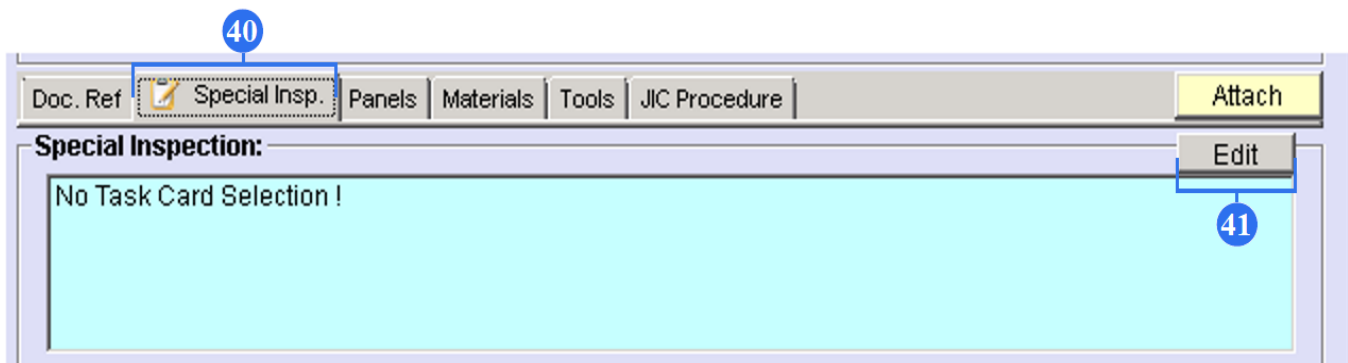 40
Doc. Ref Special Insp. Panels Materials Tools JIC Procedure Attach
Special Inspection: Edit
No Task Card Selection !
41